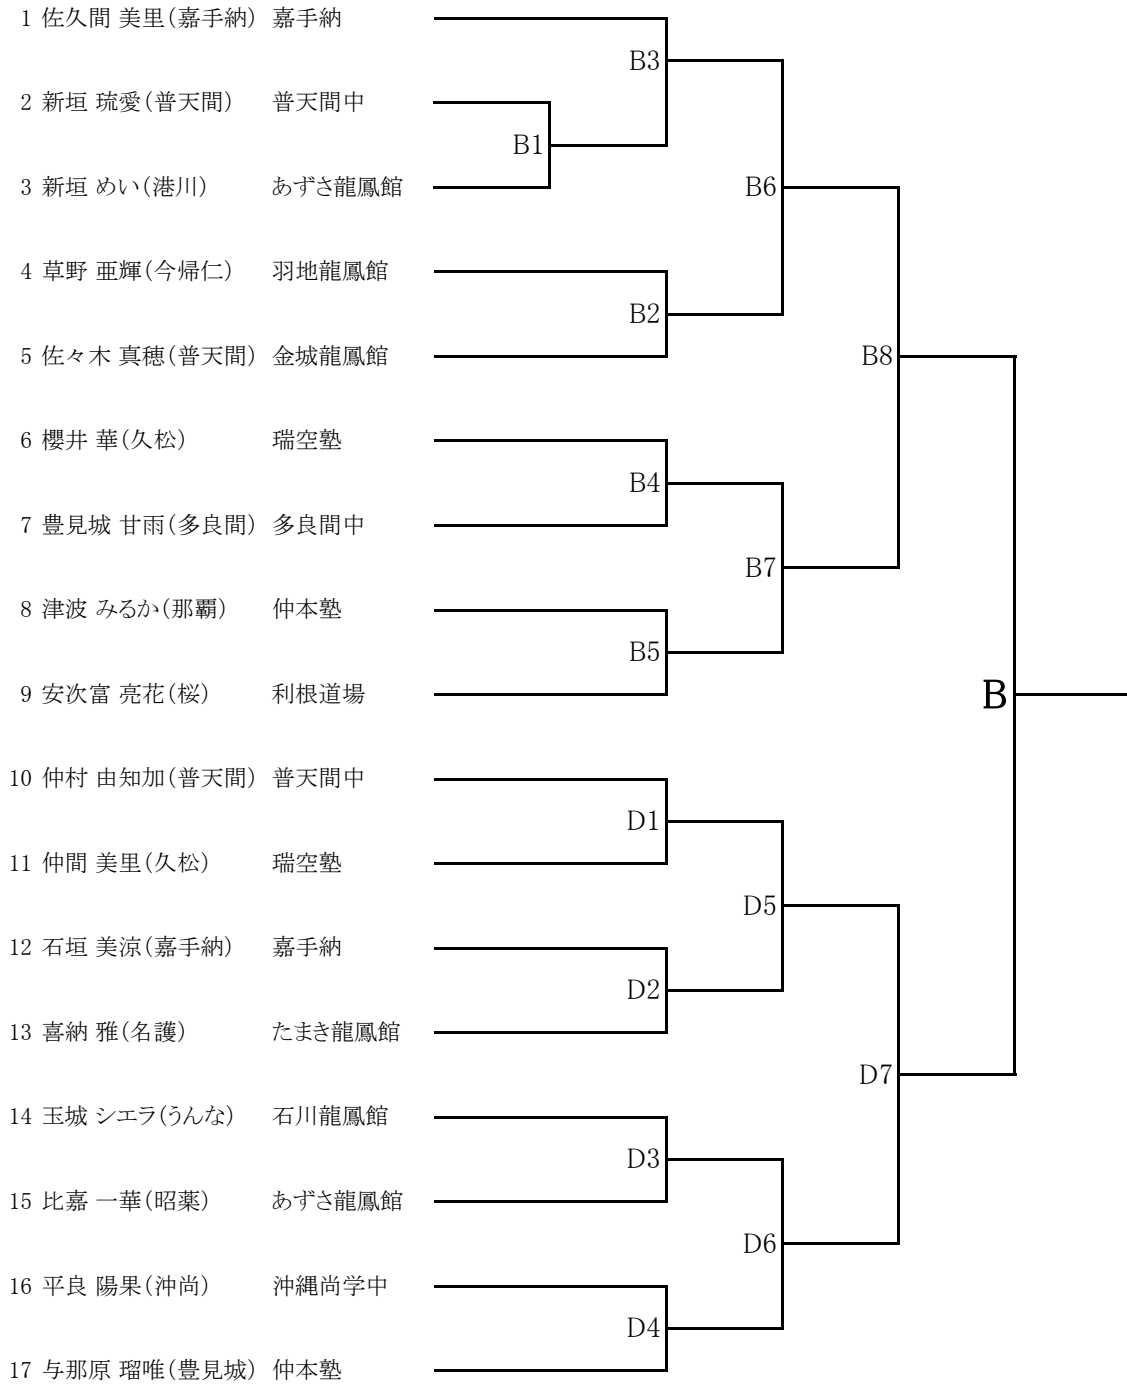 1 佐久間 美里(嘉手納) 嘉手納
B3
2 新垣 琉愛(普天間) 普天間中
B1
3 新垣 めい(港川) あずさ龍鳳館
B6
4 草野 亜輝(今帰仁) 羽地龍鳳館
B2
5 佐々木 真穂(普天間) 金城龍鳳館
B8
6 櫻井 華(久松) 瑞空塾
B4
7 豊見城 甘雨(多良間) 多良間中
B7
8 津波 みるか(那覇) 仲本塾
B5
9 安次富 亮花(桜) 利根道場
B
10 仲村 由知加(普天間) 普天間中
D1
11 仲間 美里(久松) 瑞空塾
D5
12 石垣 美涼(嘉手納) 嘉手納
D2
13 喜納 雅(名護) たまき龍鳳館
D7
14 玉城 シエラ(うんな) 石川龍鳳館
D3
15 比嘉 一華(昭薬) あずさ龍鳳館
D6
16 平良 陽果(沖尚) 沖縄尚学中
D4
17 与那原 瑠唯(豊見城) 仲本塾